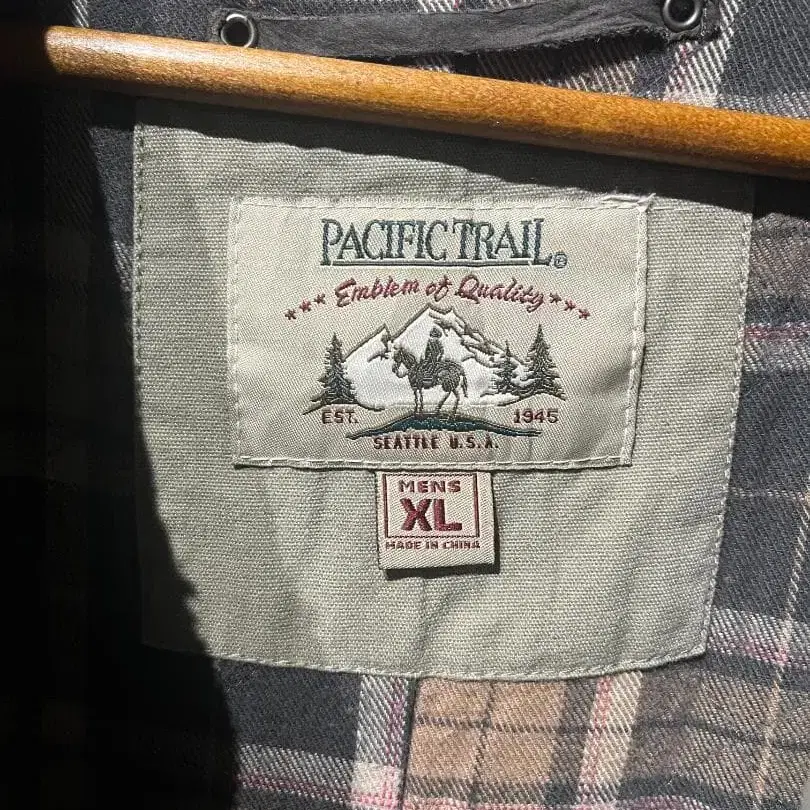 PACIFIC TRAIL®
*** Emblem of Quality ***
EST. 1945
SEATTLE U.S.A.
MENS
XL
MADE IN CHINA